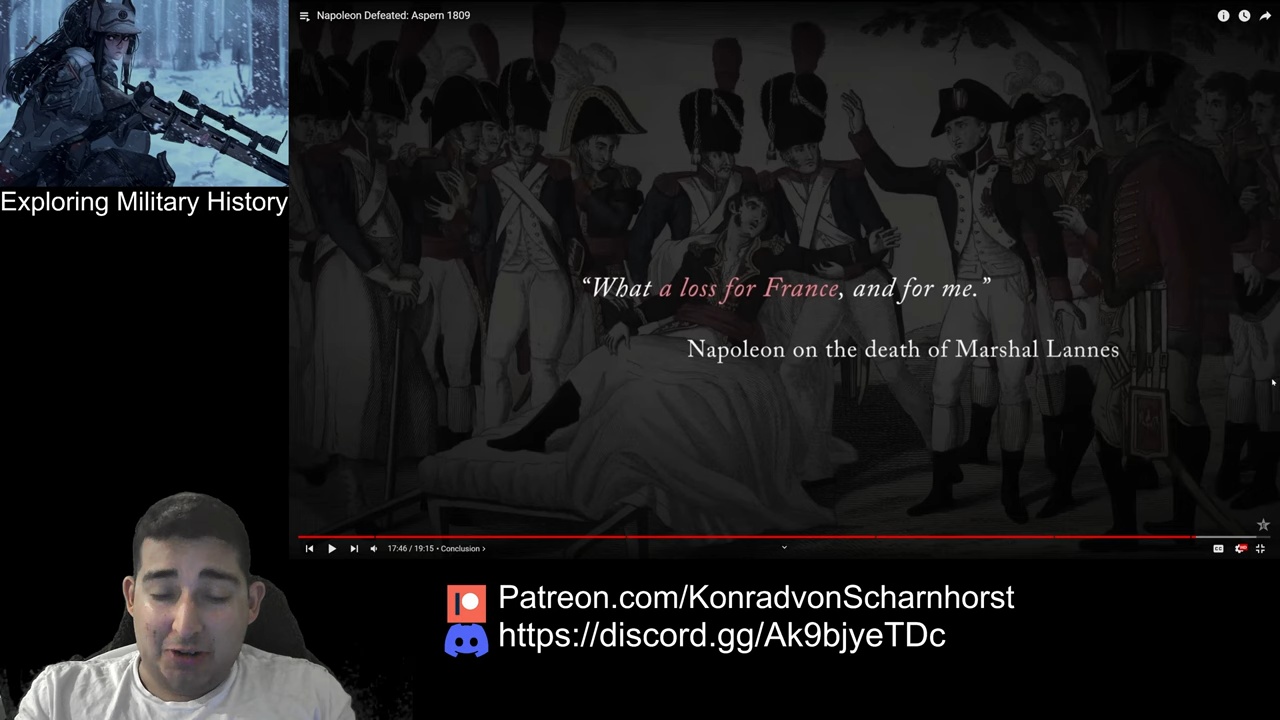 Napoleon Defeated: Aspern 1809
Exploring Military History
“What a loss for France, and for me.”
Napoleon on the death of Marshal Lannes
17:46 / 19:15 • Conclusion ›
CC
Patreon.com/KonradvonScharnhorst
https://discord.gg/Ak9bjyeTDc